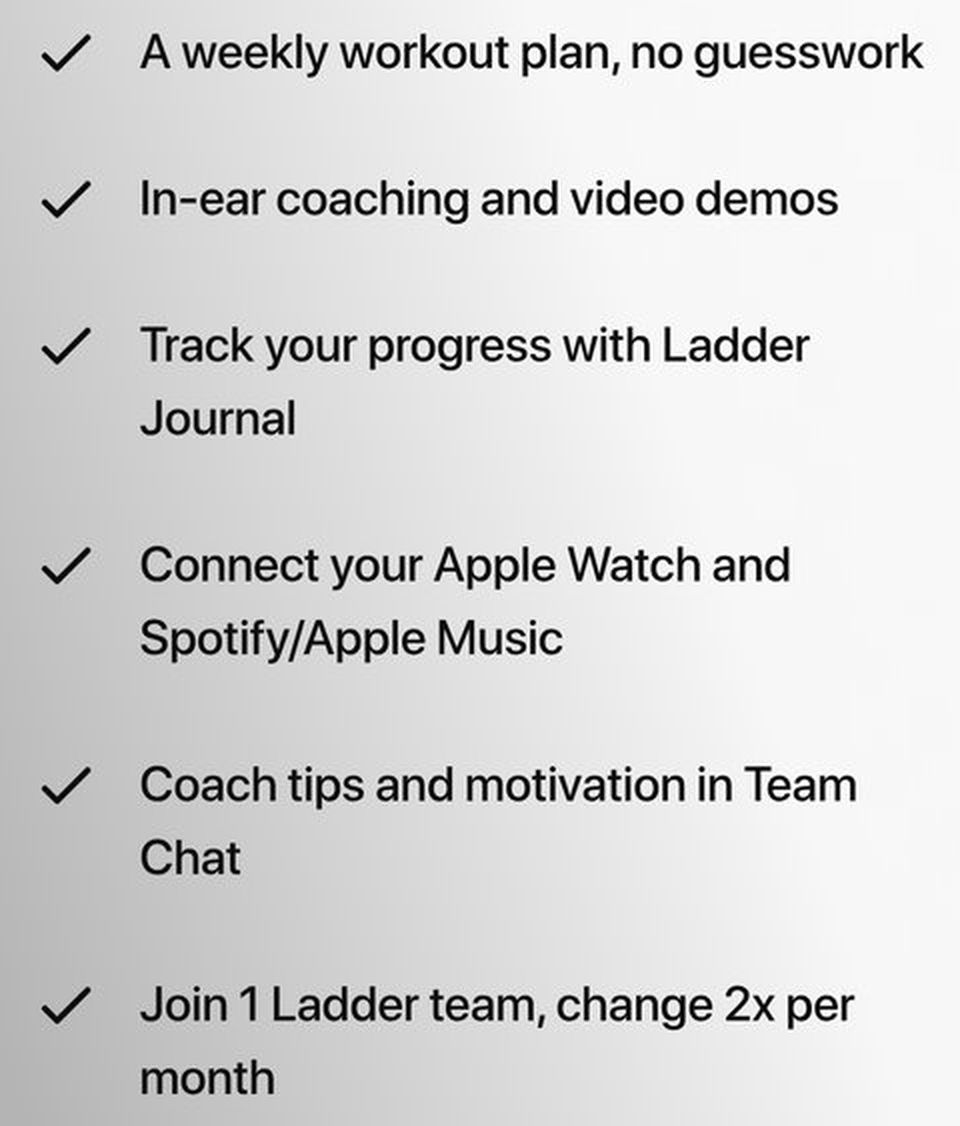 A weekly workout plan, no guesswork
In-ear coaching and video demos
Track your progress with Ladder
Journal
Connect your Apple Watch and
Spotify/Apple Music
Coach tips and motivation in Team
Chat
Join 1 Ladder team, change 2x per
month